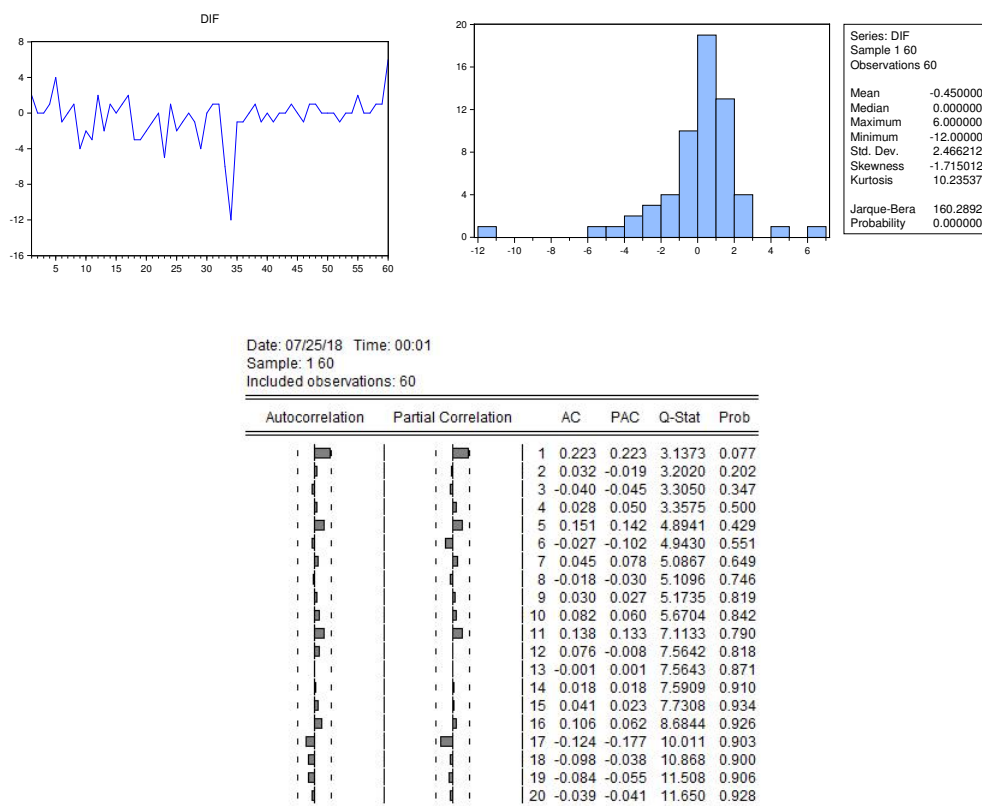 DIF
8
4
0
-4
-8
-12
-16
5 10 15 20 25 30 35 40 45 50 55 60
20
16
12
8
4
0
-12 -10 -8 -6 -4 -2 0 2 4 6
Series: DIF
Sample 1 60
Observations 60
Mean -0.450000
Median 0.000000
Maximum 6.000000
Minimum -12.00000
Std. Dev. 2.466212
Skewness -1.715012
Kurtosis 10.23537
Jarque-Bera 160.2892
Probability 0.000000
Date: 07/25/18 Time: 00:01
Sample: 1 60
Included observations: 60
Autocorrelation Partial Correlation AC PAC Q-Stat Prob
1 0.223 0.223 3.1373 0.077
2 0.032 -0.019 3.2020 0.202
3 -0.040 -0.045 3.3050 0.347
4 0.028 0.050 3.3575 0.500
5 0.151 0.142 4.8941 0.429
6 -0.027 -0.102 4.9430 0.551
7 0.045 0.078 5.0867 0.649
8 -0.018 -0.030 5.1096 0.746
9 0.030 0.027 5.1735 0.819
10 0.082 0.060 5.6704 0.842
11 0.138 0.133 7.1133 0.790
12 0.076 -0.008 7.5642 0.818
13 -0.001 0.001 7.5643 0.871
14 0.018 0.018 7.5909 0.910
15 0.041 0.023 7.7308 0.934
16 0.106 0.062 8.6844 0.926
17 -0.124 -0.177 10.011 0.903
18 -0.098 -0.038 10.868 0.900
19 -0.084 -0.055 11.508 0.906
20 -0.039 -0.041 11.650 0.928